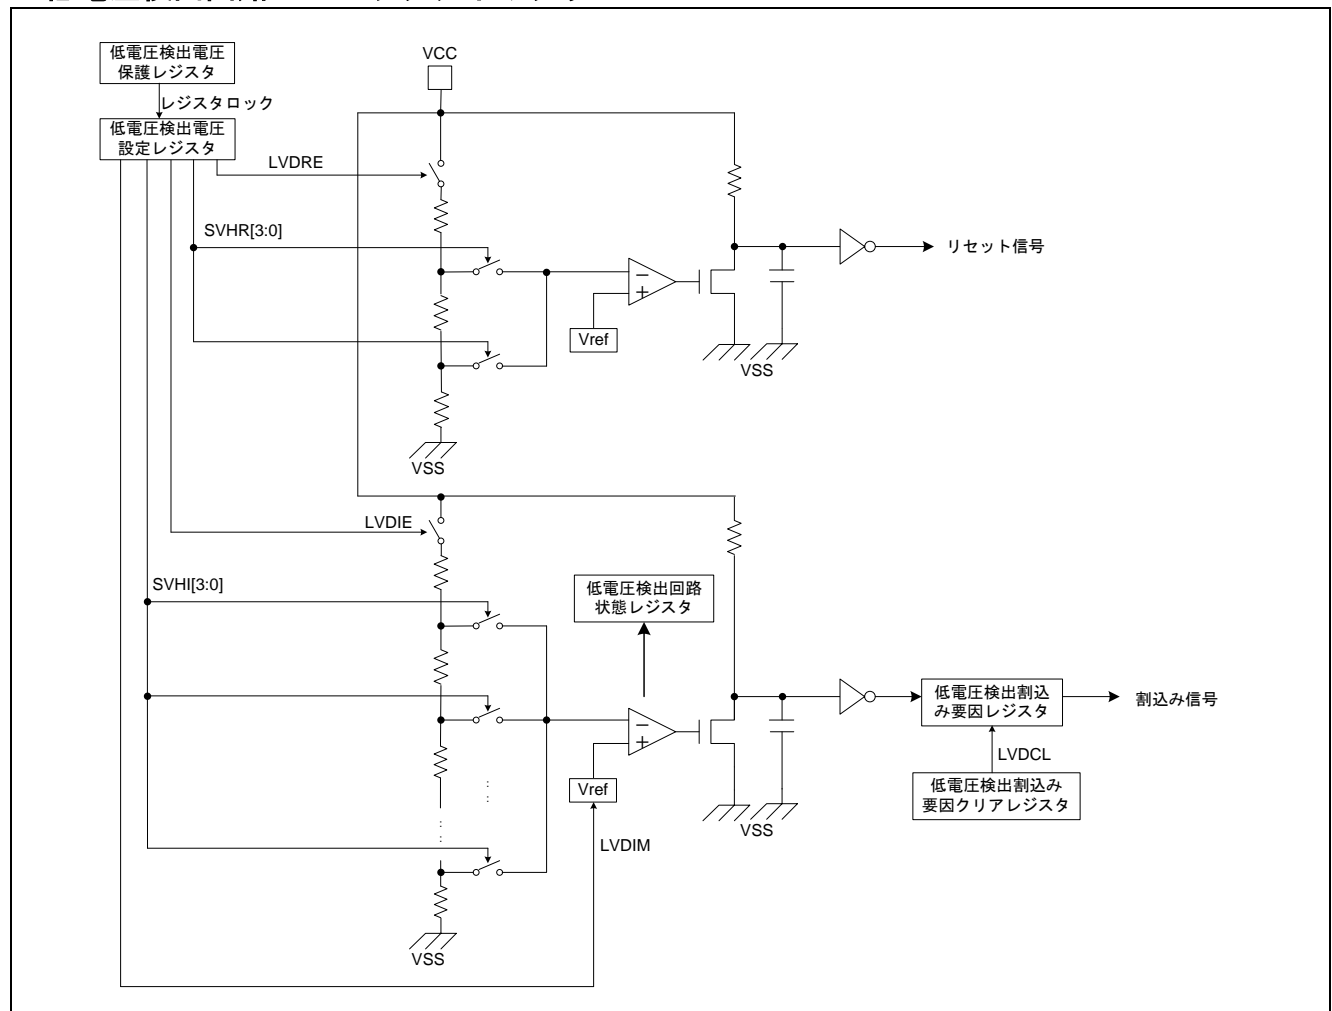 低電圧検出電圧
保護レジスタ
レジスタロック
低電圧検出電圧
設定レジスタ
VCC
LVDRE
SVHR[3:0]
Vref
リセット信号
VSS
VSS
LVDIE
SVHI[3:0]
低電圧検出回路
状態レジスタ
Vref
LVDIM
低電圧検出割込
み要因レジスタ
割込み信号
LVDCL
低電圧検出割込み
要因クリアレジスタ
VSS
VSS